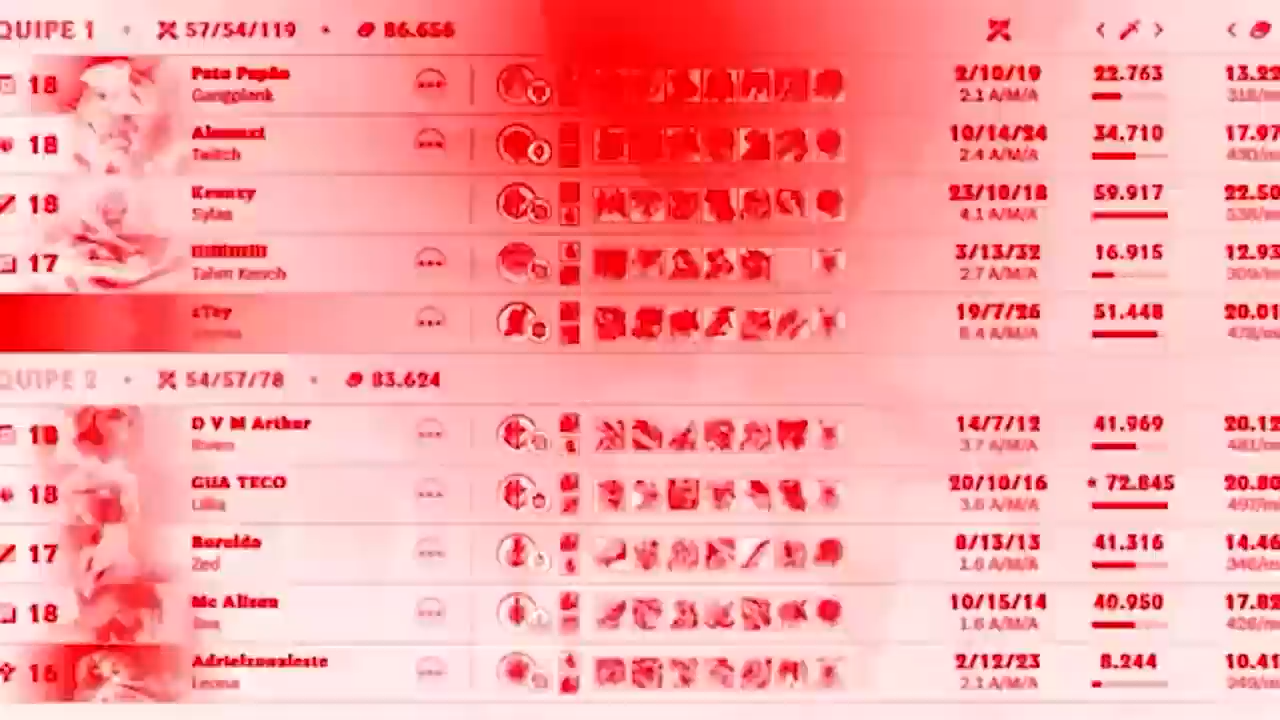 QUIPE 1 • 57/54/119 • 86.656 < > <
18 Pato Papão 2/10/19 22.763 13.22
Gangplank 2.1 A/M/A
18 10/14/24 34.710 17.97
Twitch 2.4 A/M/A
18 23/10/18 59.917 22.50
Sylas 4.1 A/M/A
17 3/13/32 16.915 12.93
Tahm Kench 2.7 A/M/A
19/7/26 51.448 20.01
6.4 A/M/A
QUIPE 2 • 54/57/78 • 83.624
18 D V M Arthur 14/7/12 41.969 20.12
3.7 A/M/A
18 GUA TECO 20/10/16 72.845 20.80
Lillia 3.6 A/M/A
17 8/13/13 41.316 14.46
Zed 1.6 A/M/A
18 Mc Alisen 10/15/14 40.950 17.82
1.6 A/M/A
16 2/12/23 8.244 10.41
Leona 2.1 A/M/A